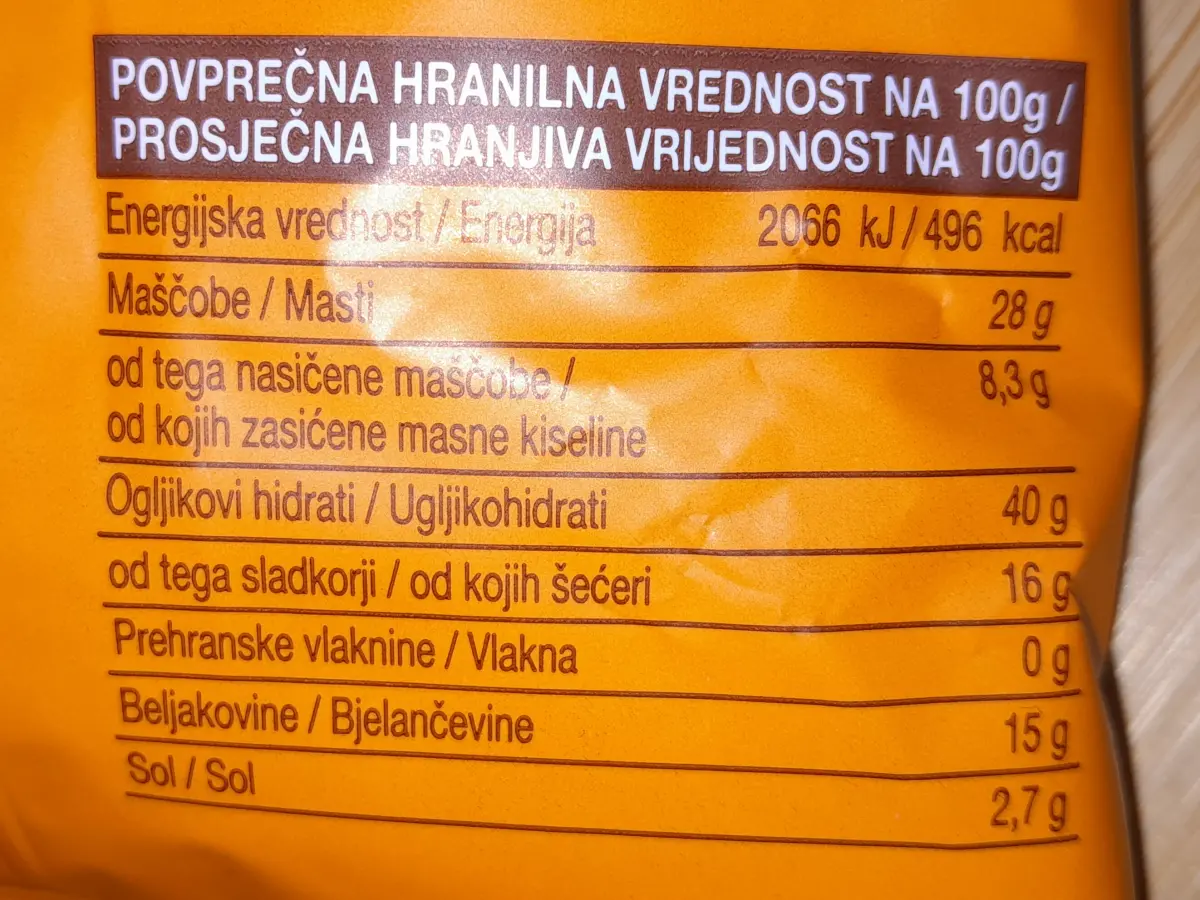 POVPREČNA HRANILNA VREDNOST NA 100g /
PROSJEČNA HRANJIVA VRIJEDNOST NA 100g
Energijska vrednost / Energija 2066 kJ / 496 kcal
Maščobe / Masti 28 g
od tega nasičene maščobe / 8,3 g
od kojih zasićene masne kiseline
Ogljikovi hidrati / Ugljikohidrati 40 g
od tega sladkorji / od kojih šećeri 16 g
Prehranske vlaknine / Vlakna 0 g
Beljakovine / Bjelančevine 15 g
Sol / Sol 2,7 g